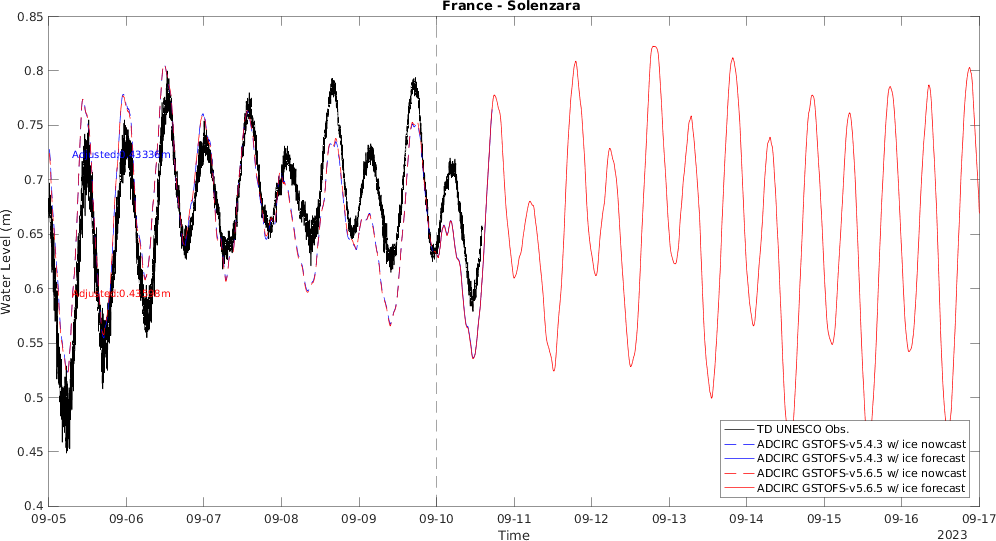 France - Solenzara
0.85
0.8
0.75
0.7
0.65
0.6
0.55
0.5
0.45
0.4
Water Level (m)
m
Adjusted:
09-05
09-06
09-07
09-08
09-09
09-10
09-11
09-12
09-13
09-14
09-15
09-16
09-17
Time
2023
TD UNESCO Obs.
ADCIRC GSTOFS-v5.4.3 w/ ice nowcast
ADCIRC GSTOFS-v5.4.3 w/ ice forecast
ADCIRC GSTOFS-v5.6.5 w/ ice nowcast
ADCIRC GSTOFS-v5.6.5 w/ ice forecast